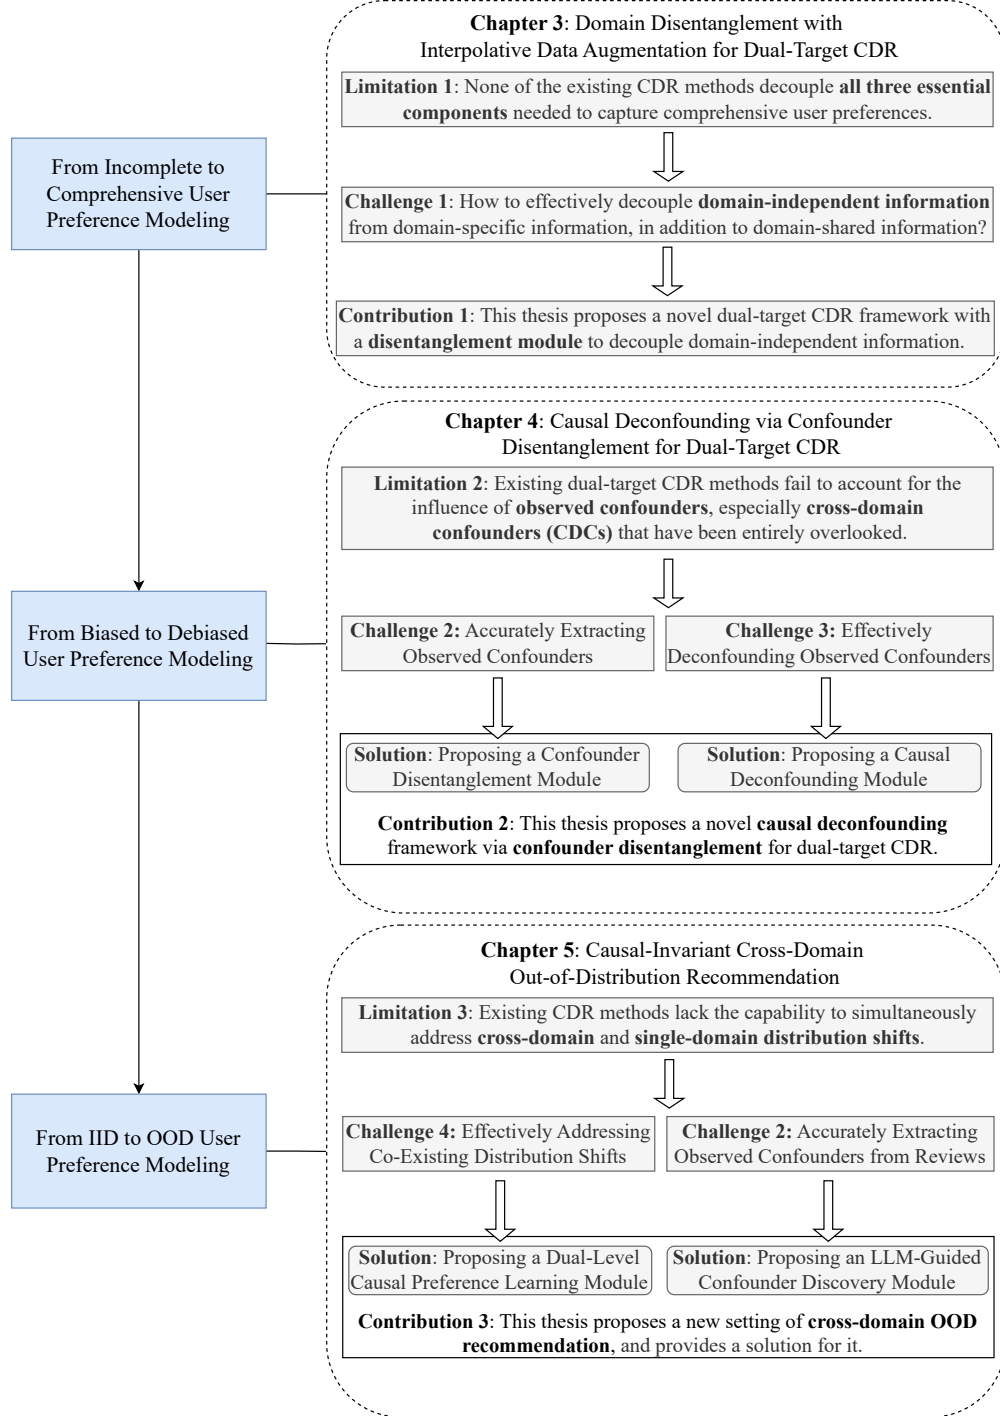 Chapter 3: Domain Disentanglement with
Interpolative Data Augmentation for Dual-Target CDR
Limitation 1: None of the existing CDR methods decouple all three essential
components needed to capture comprehensive user preferences.
From Incomplete to
Comprehensive User
Preference Modeling
Challenge 1: How to effectively decouple domain-independent information
from domain-specific information, in addition to domain-shared information?
Contribution 1: This thesis proposes a novel dual-target CDR framework with
a disentanglement module to decouple domain-independent information.
Chapter 4: Causal Deconfounding via Confounder
Disentanglement for Dual-Target CDR
Limitation 2: Existing dual-target CDR methods fail to account for the
influence of observed confounders, especially cross-domain
confounders (CDCs) that have been entirely overlooked.
From Biased to Debiased
User Preference Modeling
Challenge 2: Accurately Extracting
Observed Confounders
Challenge 3: Effectively
Deconfounding Observed Confounders
Solution: Proposing a Confounder
Disentanglement Module
Solution: Proposing a Causal
Deconfounding Module
Contribution 2: This thesis proposes a novel causal deconfounding
framework via confounder disentanglement for dual-target CDR.
Chapter 5: Causal-Invariant Cross-Domain
Out-of-Distribution Recommendation
Limitation 3: Existing CDR methods lack the capability to simultaneously
address cross-domain and single-domain distribution shifts.
From IID to OOD User
Preference Modeling
Challenge 4: Effectively Addressing
Co-Existing Distribution Shifts
Challenge 2: Accurately Extracting
Observed Confounders from Reviews
Solution: Proposing a Dual-Level
Causal Preference Learning Module
Solution: Proposing an LLM-Guided
Confounder Discovery Module
Contribution 3: This thesis proposes a new setting of cross-domain OOD
recommendation, and provides a solution for it.